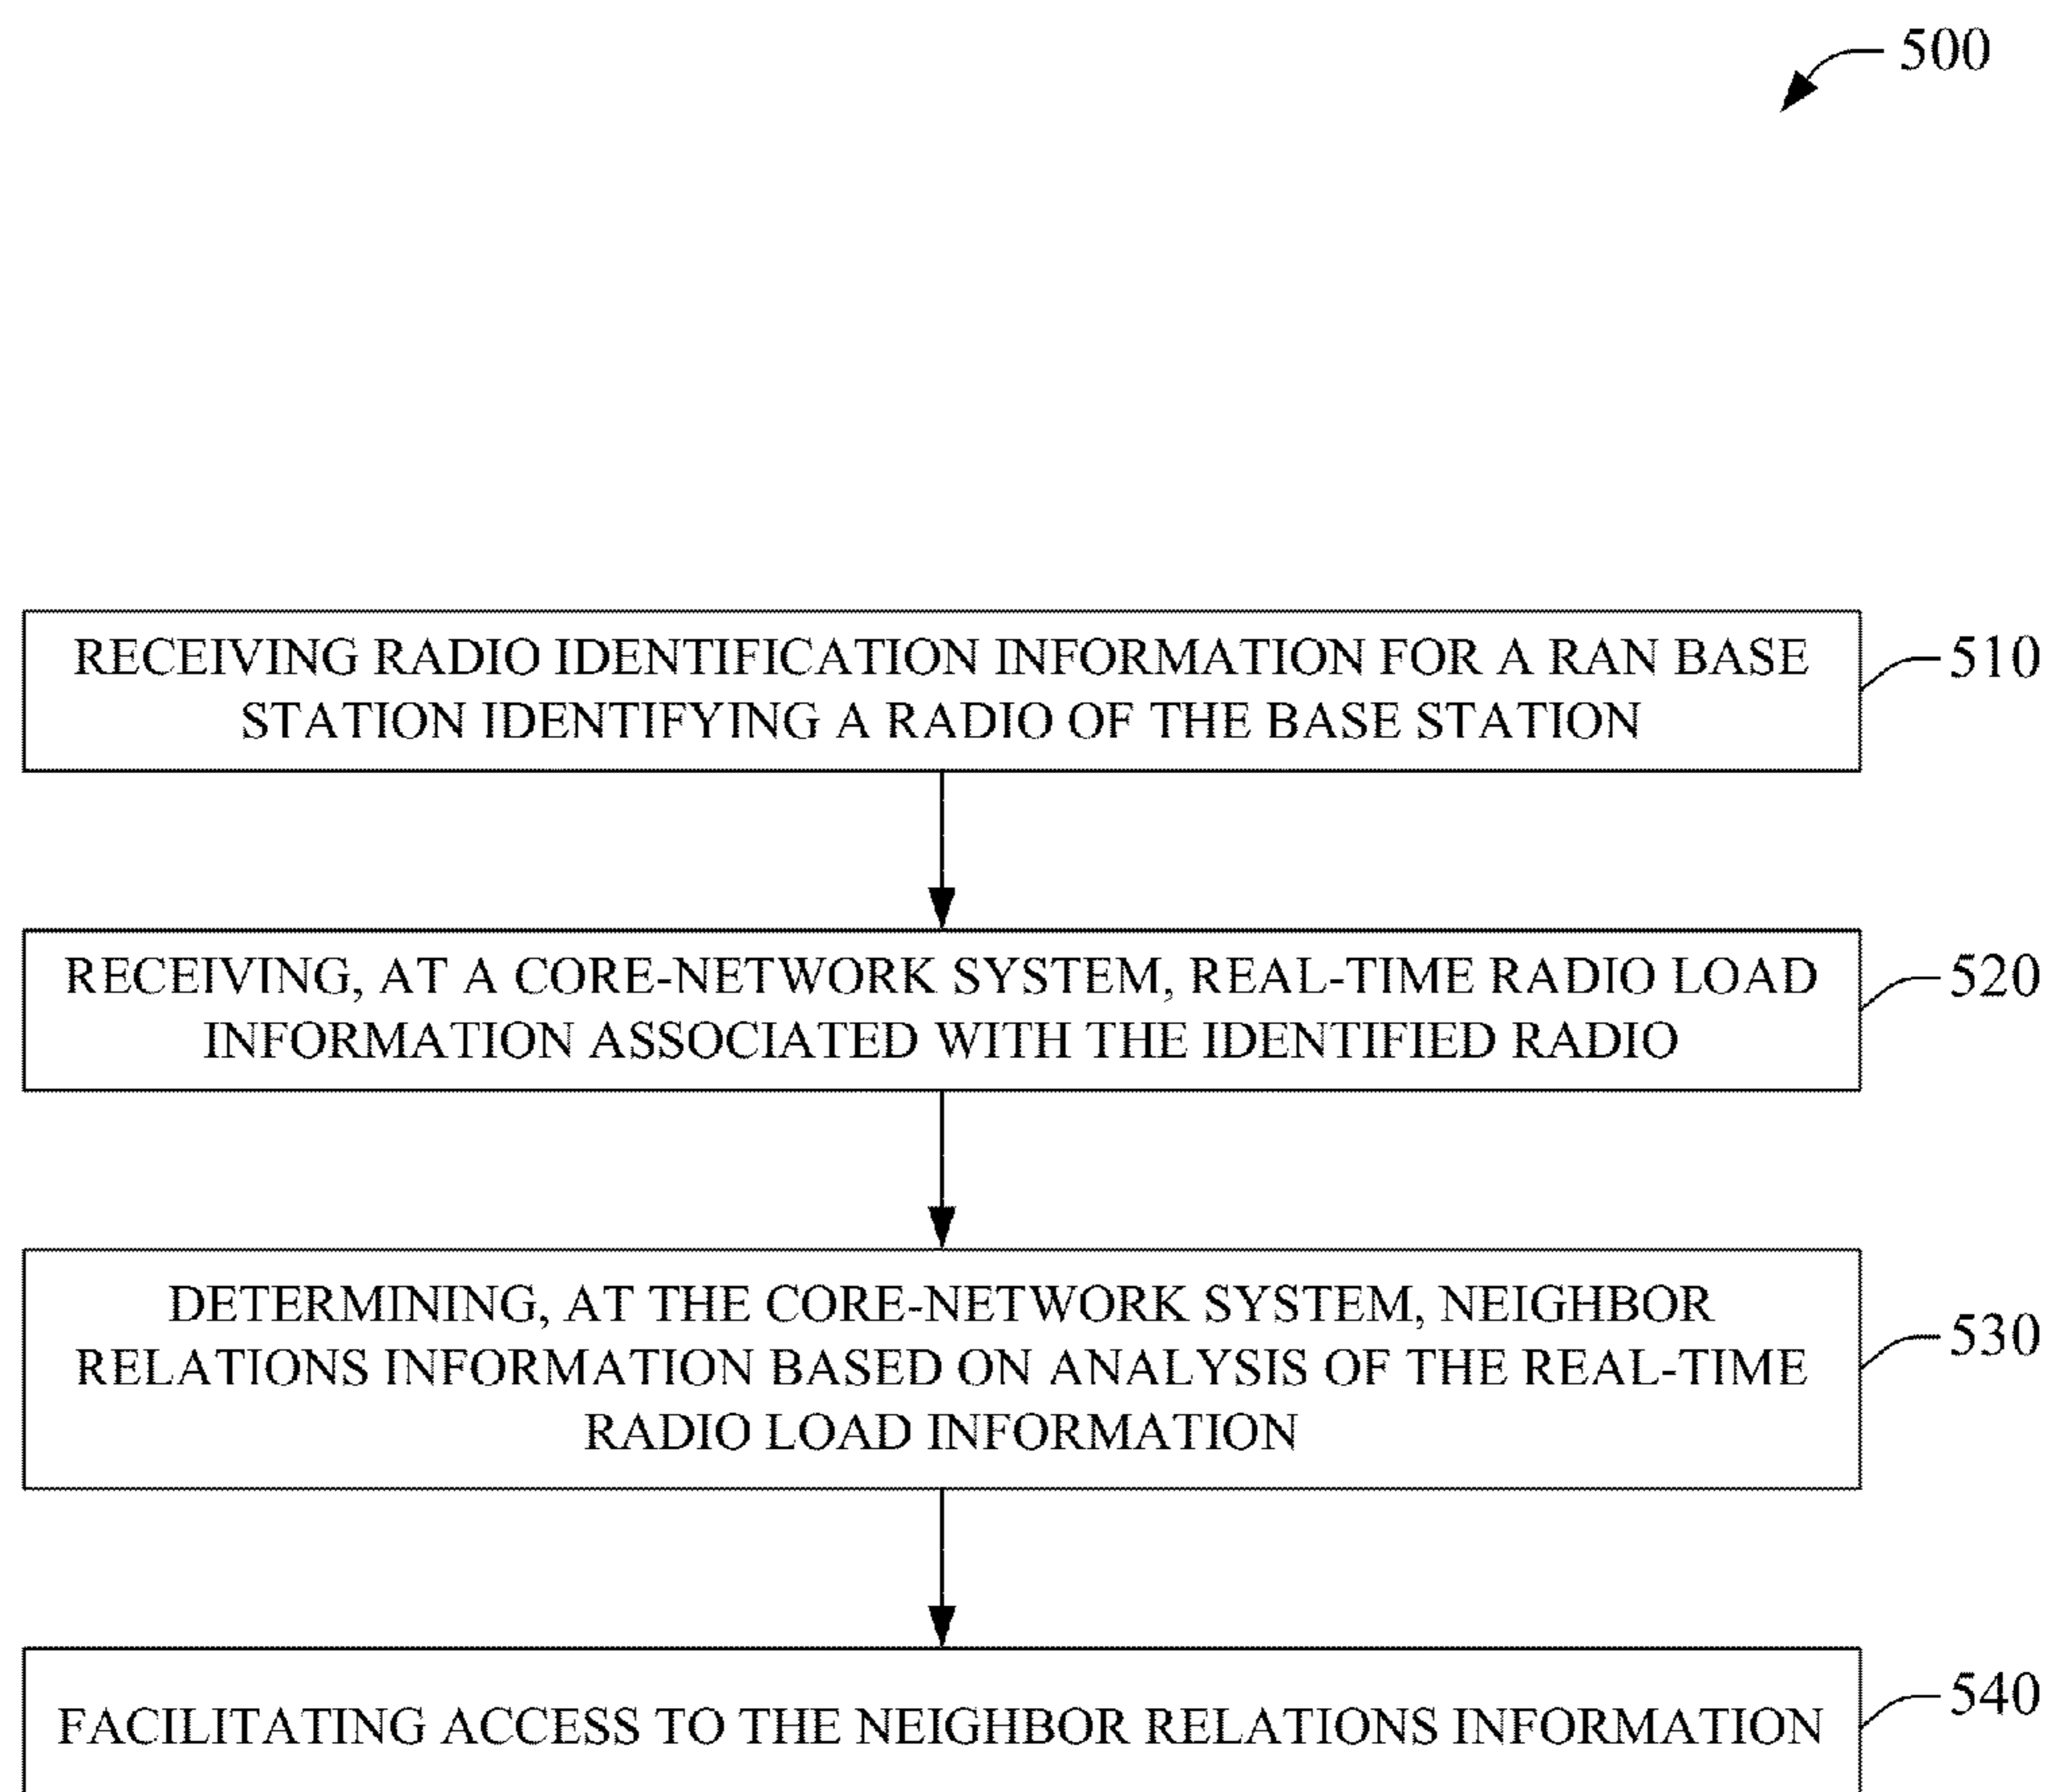 500
RECEIVING RADIO IDENTIFICATION INFORMATION FOR A RAN BASE
STATION IDENTIFYING A RADIO OF THE BASE STATION
510
RECEIVING, AT A CORE-NETWORK SYSTEM, REAL-TIME RADIO LOAD
INFORMATION ASSOCIATED WITH THE IDENTIFIED RADIO
520
DETERMINING, AT THE CORE-NETWORK SYSTEM, NEIGHBOR
RELATIONS INFORMATION BASED ON ANALYSIS OF THE REAL-TIME
RADIO LOAD INFORMATION
530
FACILITATING ACCESS TO THE NEIGHBOR RELATIONS INFORMATION
540